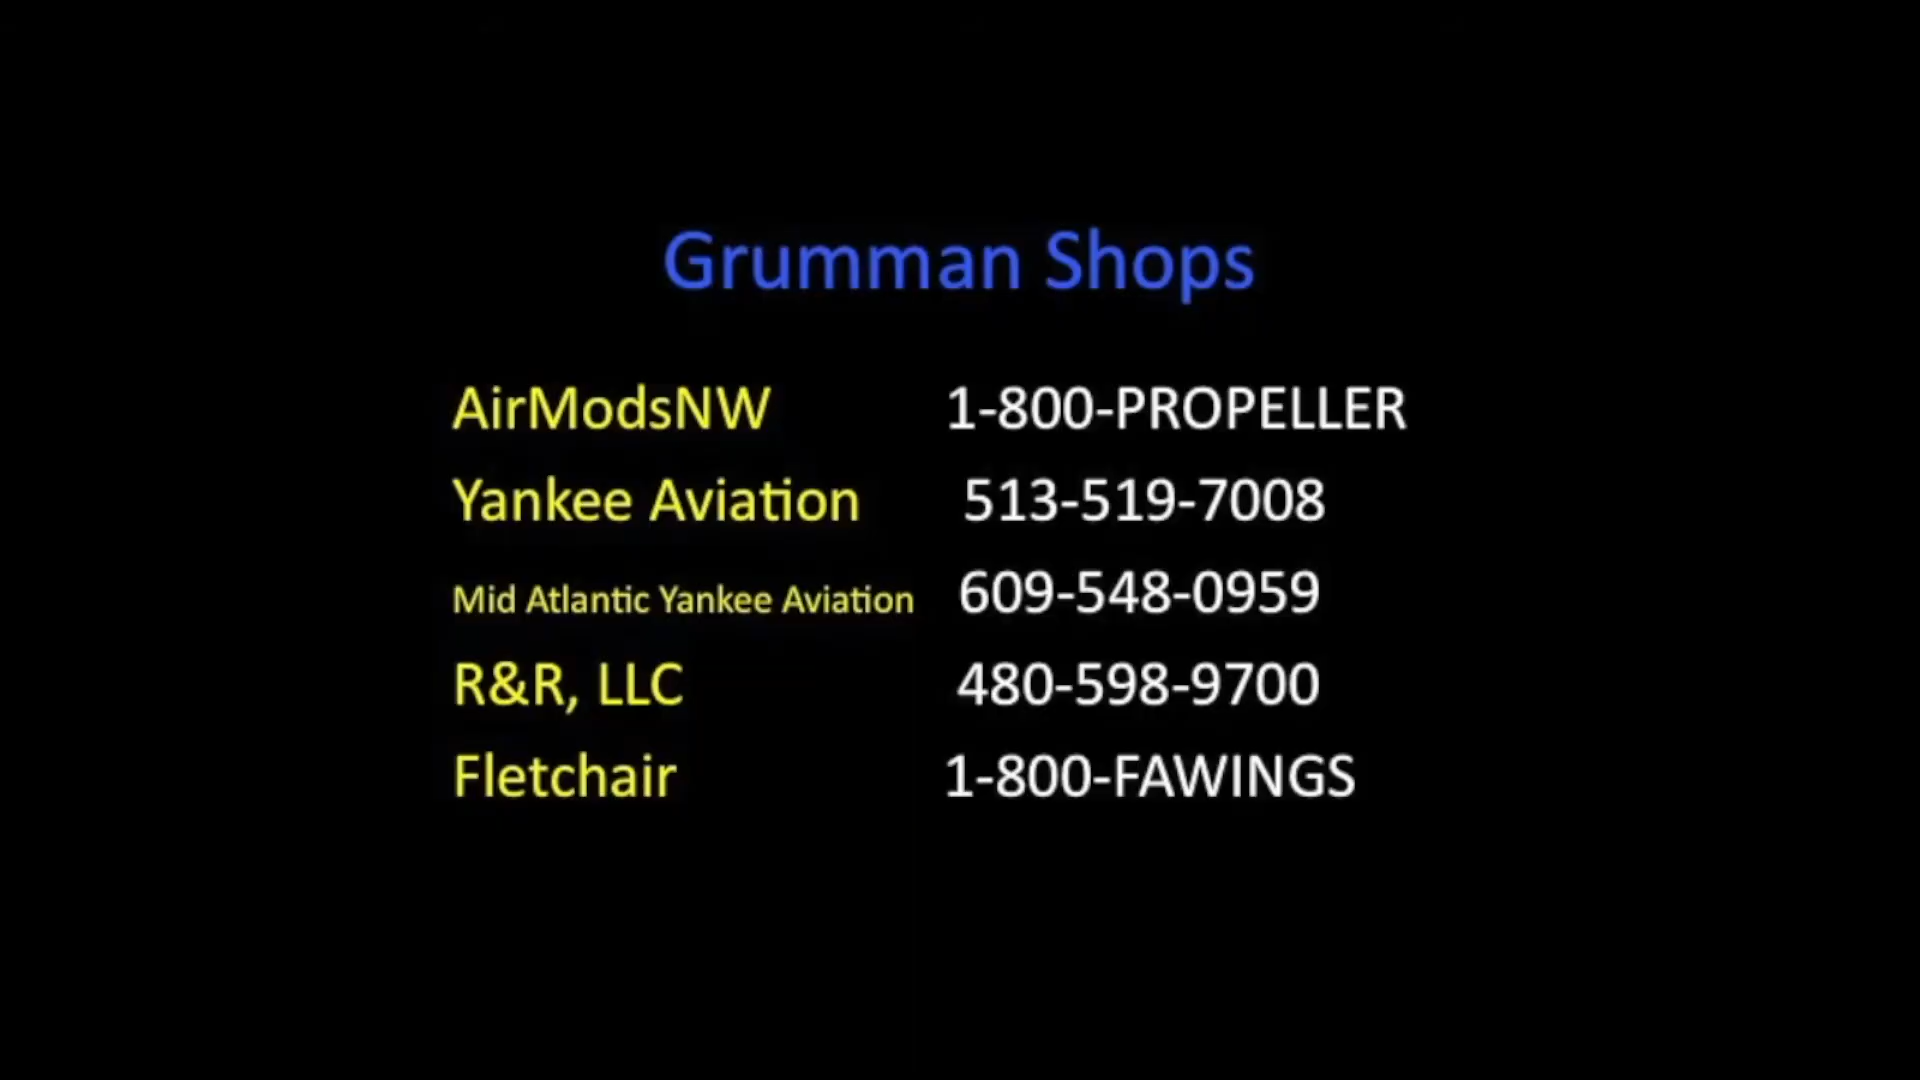 Grumman Shops
AirModsNW 1-800-PROPELLER
Yankee Aviation 513-519-7008
Mid Atlantic Yankee Aviation 609-548-0959
R&R, LLC 480-598-9700
Fletchair 1-800-FAWINGS